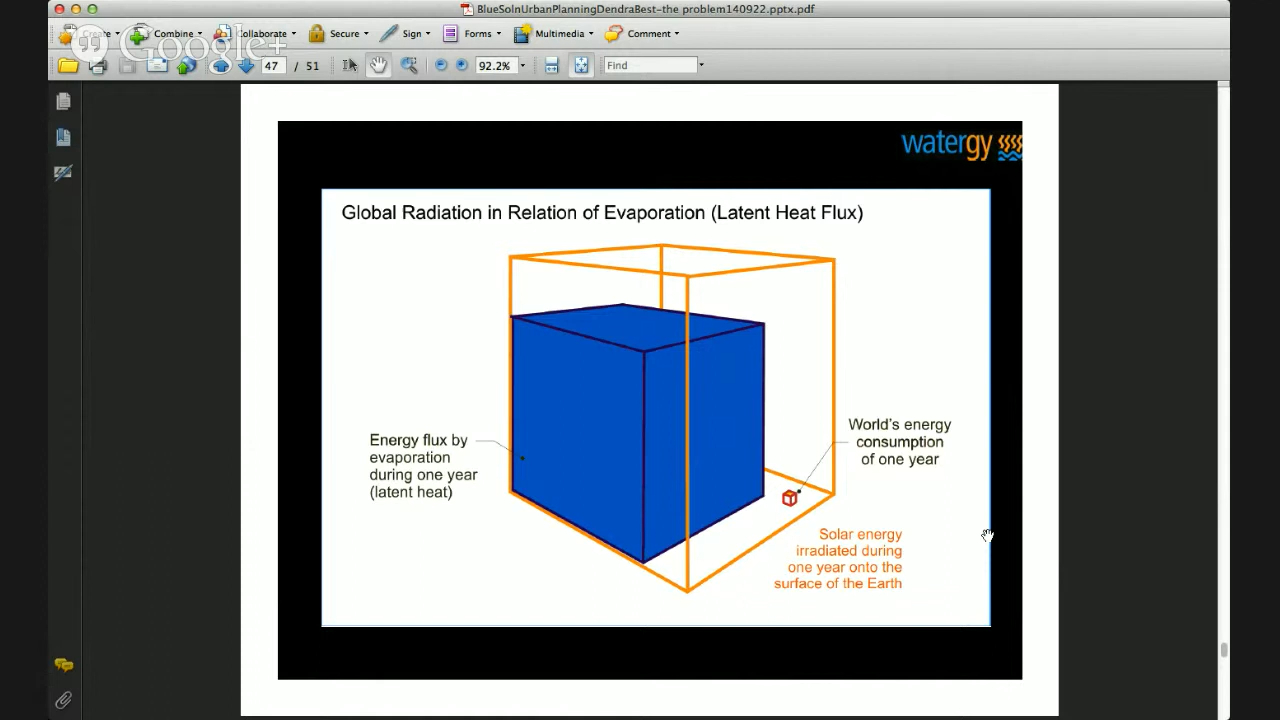 BlueSolnUrbanPlanningDendraBest-the problem140922.pptx.pdf
Create Combine Collaborate Secure Sign Forms Multimedia Comment
Google+
47 / 51 92.2% Find
watergy
Global Radiation in Relation of Evaporation (Latent Heat Flux)
Energy flux by
evaporation
during one year
(latent heat)
World's energy
consumption
of one year
Solar energy
irradiated during
one year onto the
surface of the Earth